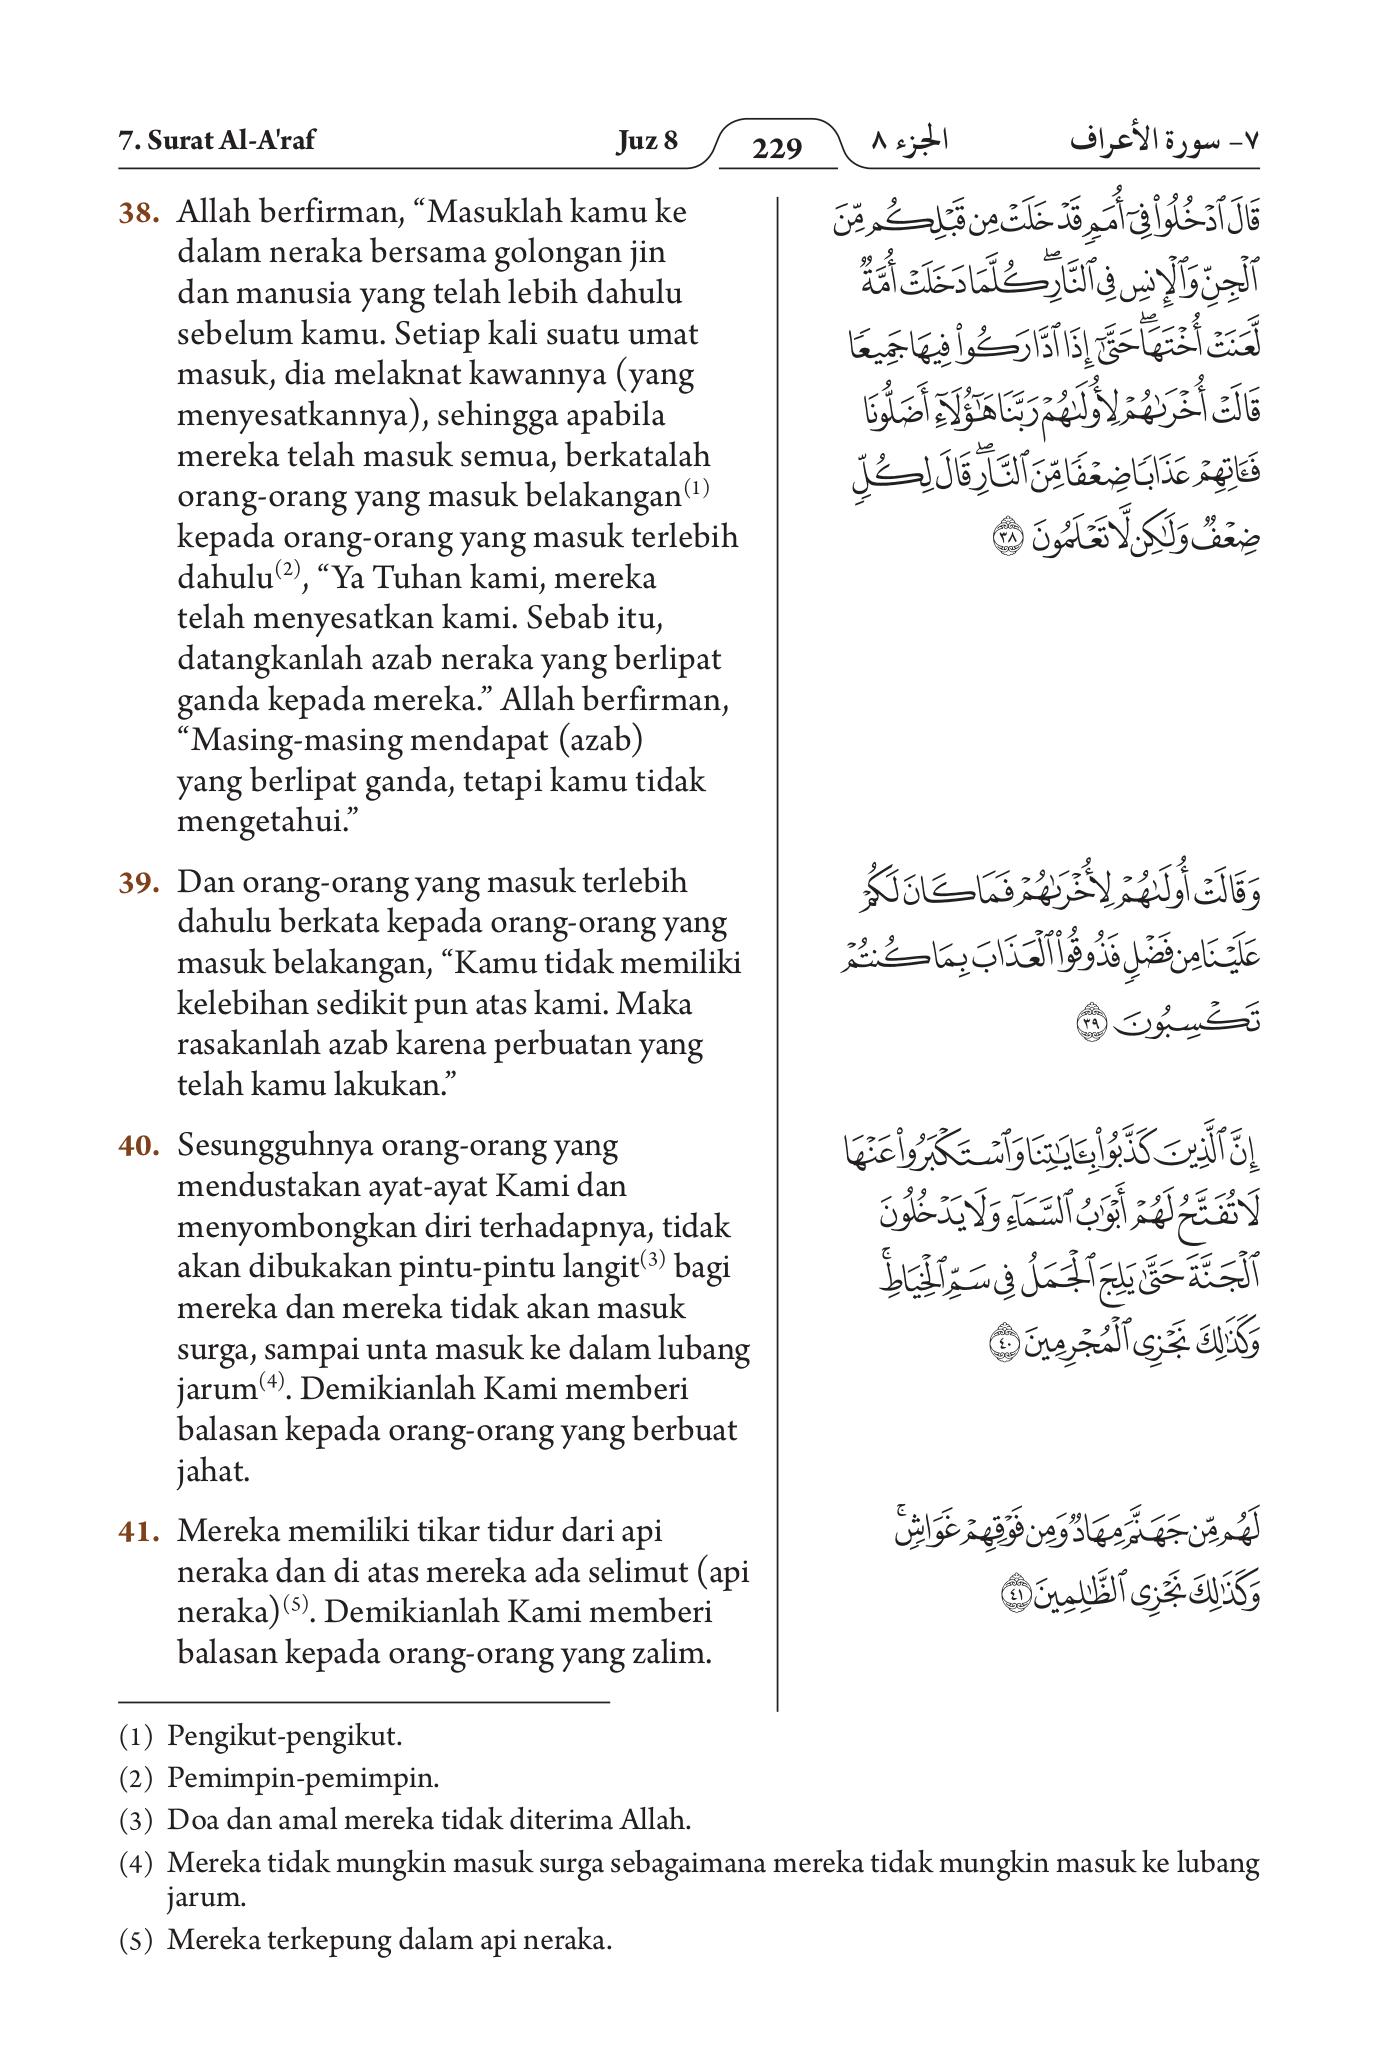 7. Surat Al-A'raf
Juz 8
229
الجزء ٨
٧- سورة الأعراف
38. Allah berfirman, “Masuklah kamu ke
dalam neraka bersama golongan jin
dan manusia yang telah lebih dahulu
sebelum kamu. Setiap kali suatu umat
masuk, dia melaknat kawannya (yang
menyesatkannya), sehingga apabila
mereka telah masuk semua, berkatalah
orang-orang yang masuk belakangan(1)
kepada orang-orang yang masuk terlebih
dahulu(2), “Ya Tuhan kami, mereka
telah menyesatkan kami. Sebab itu,
datangkanlah azab neraka yang berlipat
ganda kepada mereka.” Allah berfirman,
“Masing-masing mendapat (azab)
yang berlipat ganda, tetapi kamu tidak
mengetahui.”
قَالَ ٱدۡخُلُواْ فِيٓ أُمَمٖ قَدۡ خَلَتۡ مِن قَبۡلِكُم مِّنَ
ٱلۡجِنِّ وَٱلۡإِنسِ فِي ٱلنَّارِۖ كُلَّمَا دَخَلَتۡ أُمَّةٞ
لَّعَنَتۡ أُخۡتَهَاۖ حَتَّىٰٓ إِذَا ٱدَّارَكُواْ فِيهَا جَمِيعٗا
قَالَتۡ أُخۡرَىٰهُمۡ لِأُولَىٰهُمۡ رَبَّنَا هَٰٓؤُلَآءِ أَضَلُّونَا
فَـَٔاتِهِمۡ عَذَابٗا ضِعۡفٗا مِّنَ ٱلنَّارِۖ قَالَ لِكُلّٖ
ضِعۡفٞ وَلَٰكِن لَّا تَعۡلَمُونَ ٣٨
39. Dan orang-orang yang masuk terlebih
dahulu berkata kepada orang-orang yang
masuk belakangan, “Kamu tidak memiliki
kelebihan sedikit pun atas kami. Maka
rasakanlah azab karena perbuatan yang
telah kamu lakukan.”
وَقَالَتۡ أُولَىٰهُمۡ لِأُخۡرَىٰهُمۡ فَمَا كَانَ لَكُمۡ
عَلَيۡنَا مِن فَضۡلٖ فَذُوقُواْ ٱلۡعَذَابَ بِمَا كُنتُمۡ
تَكۡسِبُونَ ٣٩
40. Sesungguhnya orang-orang yang
mendustakan ayat-ayat Kami dan
menyombongkan diri terhadapnya, tidak
akan dibukakan pintu-pintu langit(3) bagi
mereka dan mereka tidak akan masuk
surga, sampai unta masuk ke dalam lubang
jarum(4). Demikianlah Kami memberi
balasan kepada orang-orang yang berbuat
jahat.
إِنَّ ٱلَّذِينَ كَذَّبُواْ بِـَٔايَٰتِنَا وَٱسۡتَكۡبَرُواْ عَنۡهَا
لَا تُفَتَّحُ لَهُمۡ أَبۡوَٰبُ ٱلسَّمَآءِ وَلَا يَدۡخُلُونَ
ٱلۡجَنَّةَ حَتَّىٰ يَلِجَ ٱلۡجَمَلُ فِي سَمِّ ٱلۡخِيَاطِۚ
وَكَذَٰلِكَ نَجۡزِي ٱلۡمُجۡرِمِينَ ٤٠
41. Mereka memiliki tikar tidur dari api
neraka dan di atas mereka ada selimut (api
neraka)(5). Demikianlah Kami memberi
balasan kepada orang-orang yang zalim.
لَهُم مِّن جَهَنَّمَ مِهَادٞ وَمِن فَوۡقِهِمۡ غَوَاشٖۚ
وَكَذَٰلِكَ نَجۡزِي ٱلظَّٰلِمِينَ ٤١
(1) Pengikut-pengikut.
(2) Pemimpin-pemimpin.
(3) Doa dan amal mereka tidak diterima Allah.
(4) Mereka tidak mungkin masuk surga sebagaimana mereka tidak mungkin masuk ke lubang
jarum.
(5) Mereka terkepung dalam api neraka.